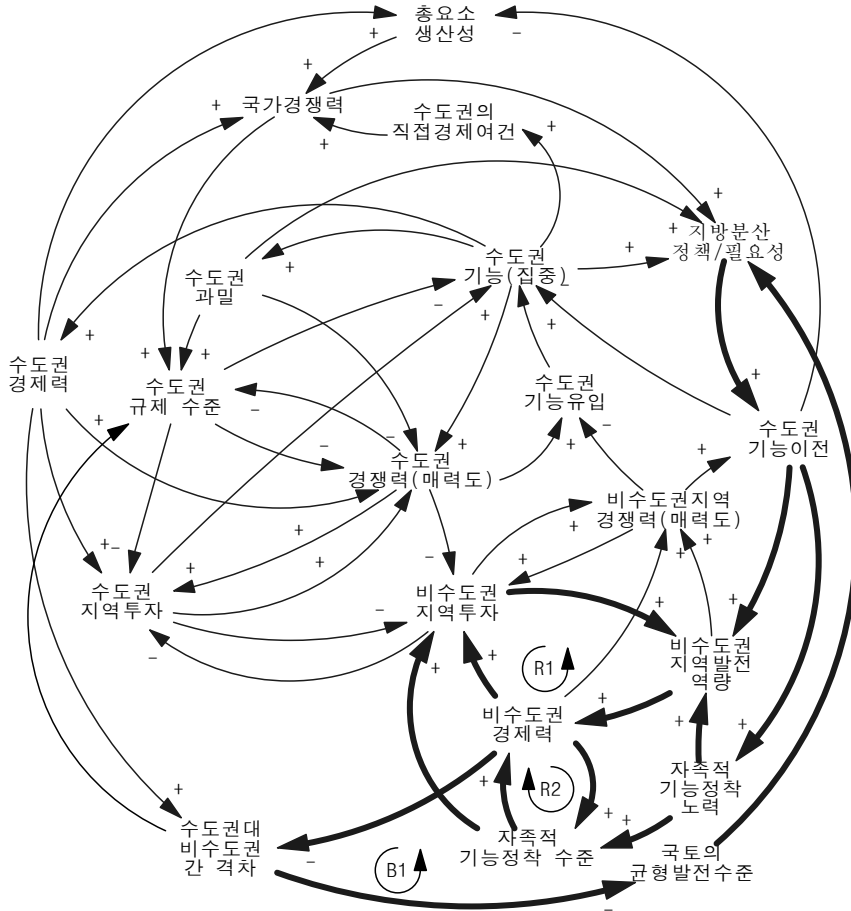 총요소
생산성
국가경쟁력
수도권의
직접경제여건
지방분산
정책/필요성
수도권
기능(집중)
수도권
과밀
수도권
경제력
수도권
규제 수준
수도권
기능유입
수도권
기능이전
수도권
경쟁력(매력도)
비수도권지역
경쟁력(매력도)
수도권
지역투자
비수도권
지역투자
비수도권
지역발전
역량
R1
비수도권
경제력
R2
자족적
기능정착
노력
수도권대
비수도권
간 격차
자족적
기능정착 수준
국토의
균형발전수준
B1